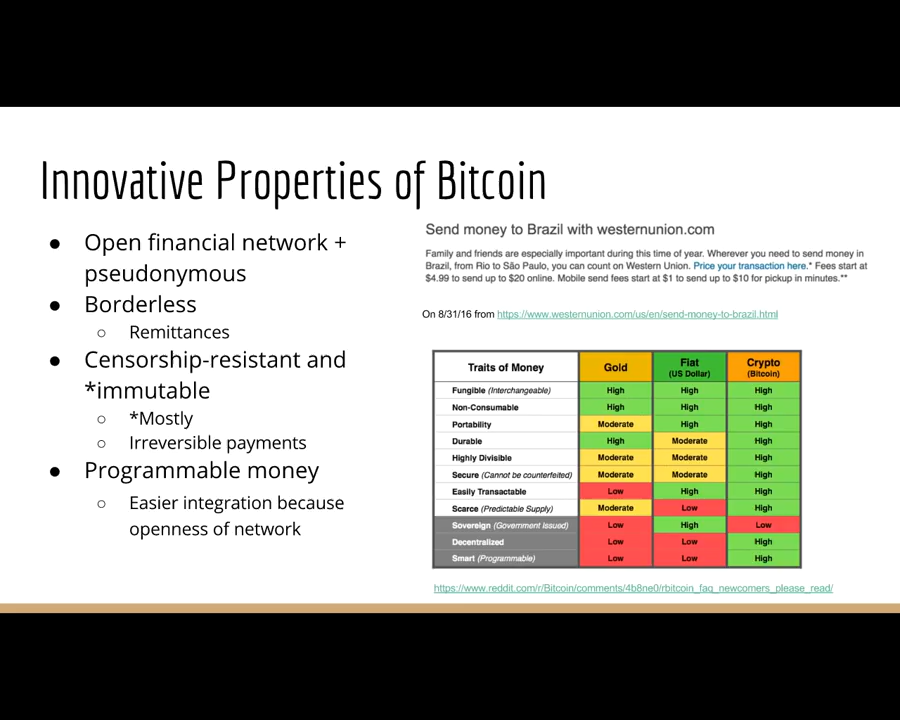 Innovative Properties of Bitcoin
● Open financial network +
pseudonymous
● Borderless
○ Remittances
● Censorship-resistant and
*immutable
○ *Mostly
○ Irreversible payments
● Programmable money
○ Easier integration because
openness of network
Send money to Brazil with westernunion.com
Family and friends are especially important during this time of year. Wherever you need to send money in
Brazil, from Rio to São Paulo, you can count on Western Union. Price your transaction here.* Fees start at
$4.99 to send up to $20 online. Mobile send fees start at $1 to send up to $10 for pickup in minutes.**
On 8/31/16 from https://www.westernunion.com/us/en/send-money-to-brazil.html
Traits of Money Gold Fiat (US Dollar) Crypto (Bitcoin)
Fungible (Interchangeable) High High High
Non-Consumable High High High
Portability Moderate High High
Durable High Moderate High
Highly Divisible Moderate Moderate High
Secure (Cannot be counterfeited) Moderate Moderate High
Easily Transactable Low High High
Scarce (Predictable Supply) Moderate Low High
Sovereign (Government Issued) Low High Low
Decentralized Low Low High
Smart (Programmable) Low Low High
https://www.reddit.com/r/Bitcoin/comments/4b8ne0/rbitcoin_faq_newcomers_please_read/